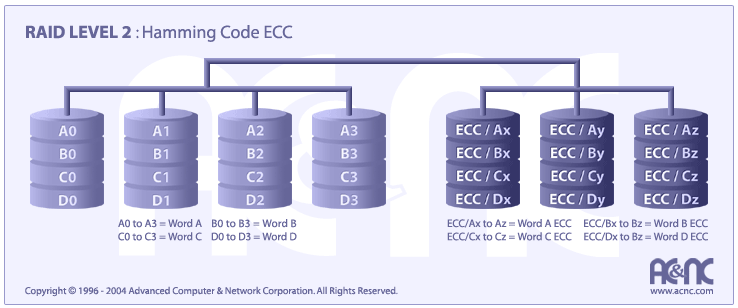 RAID LEVEL 2 : Hamming Code ECC
A0 A1 A2 A3 ECC / Ax ECC / Ay ECC / Az
B0 B1 B2 B3 ECC / Bx ECC / By ECC / Bz
C0 C1 C2 C3 ECC / Cx ECC / Cy ECC / Cz
D0 D1 D2 D3 ECC / Dx ECC / Dy ECC / Dz
A0 to A3 = Word A B0 to B3 = Word B ECC/Ax to Az = Word A ECC ECC/Bx to Bz = Word B ECC
C0 to C3 = Word C D0 to D3 = Word D ECC/Cx to Cz = Word C ECC ECC/Dx to Bz = Word D ECC
AC&NC
Copyright © 1996 - 2004 Advanced Computer & Network Corporation. All Rights Reserved. www.acnc.com